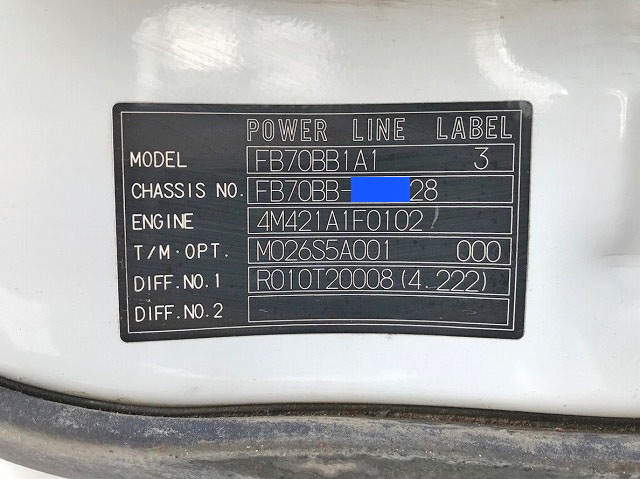 POWER LINE LABEL
MODEL FB70BB1A1 3
CHASSIS NO. FB70BB- 28
ENGINE 4M421A1F0102
T/M·OPT. M026S5A001 000
DIFF.NO.1 R010T20008(4.222)
DIFF.NO.2